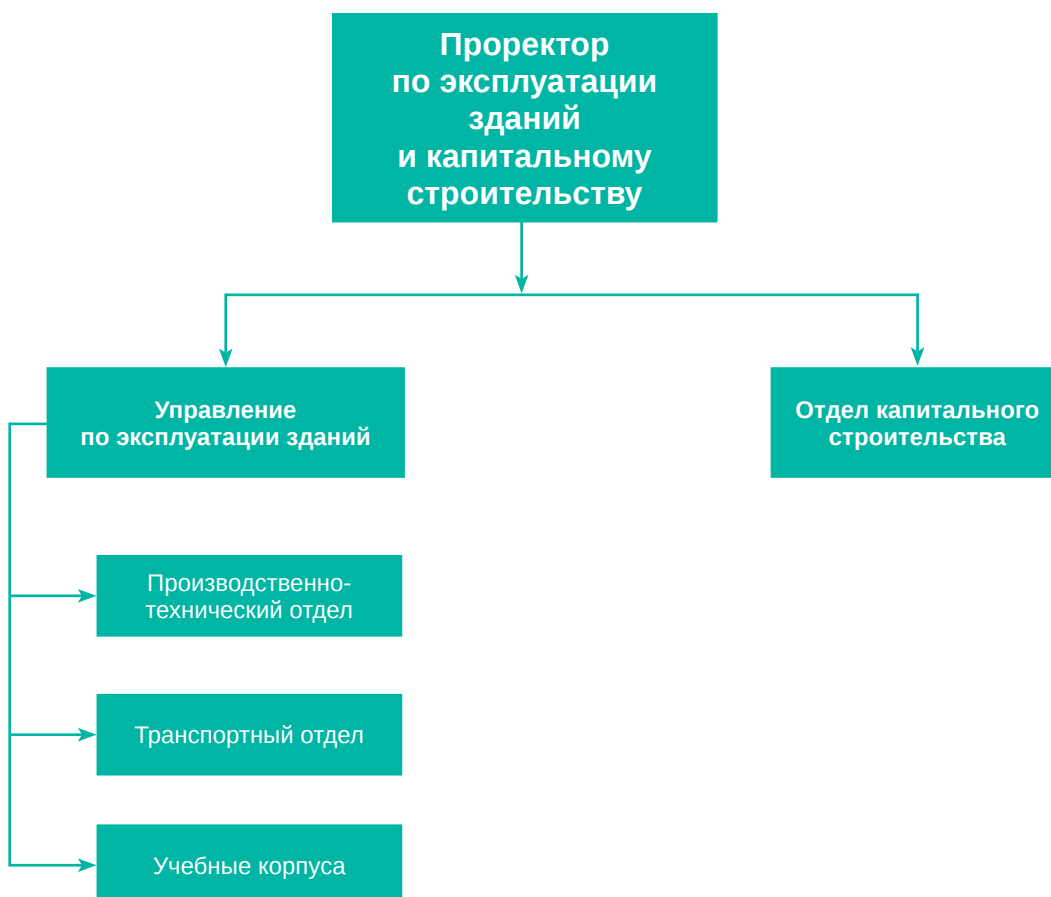 Проректор
по эксплуатации
зданий
и капитальному
строительству
Управление
по эксплуатации зданий
Отдел капитального
строительства
Производственно-
технический отдел
Транспортный отдел
Учебные корпуса